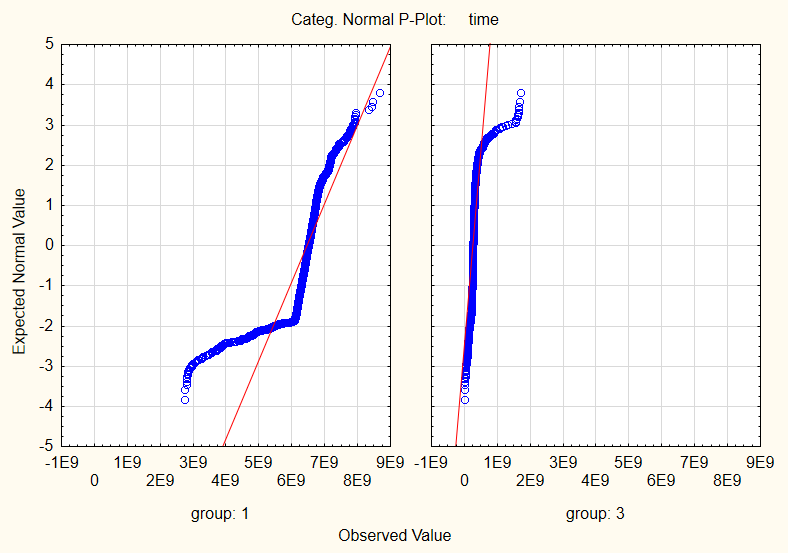 Categ. Normal P-Plot: time
5
4
3
2
1
0
-1
-2
-3
-4
-5
Expected Normal Value
-1E9 1E9 3E9 5E9 7E9 9E9 -1E9 1E9 3E9 5E9 7E9 9E9
0 2E9 4E9 6E9 8E9 0 2E9 4E9 6E9 8E9
group: 1 group: 3
Observed Value